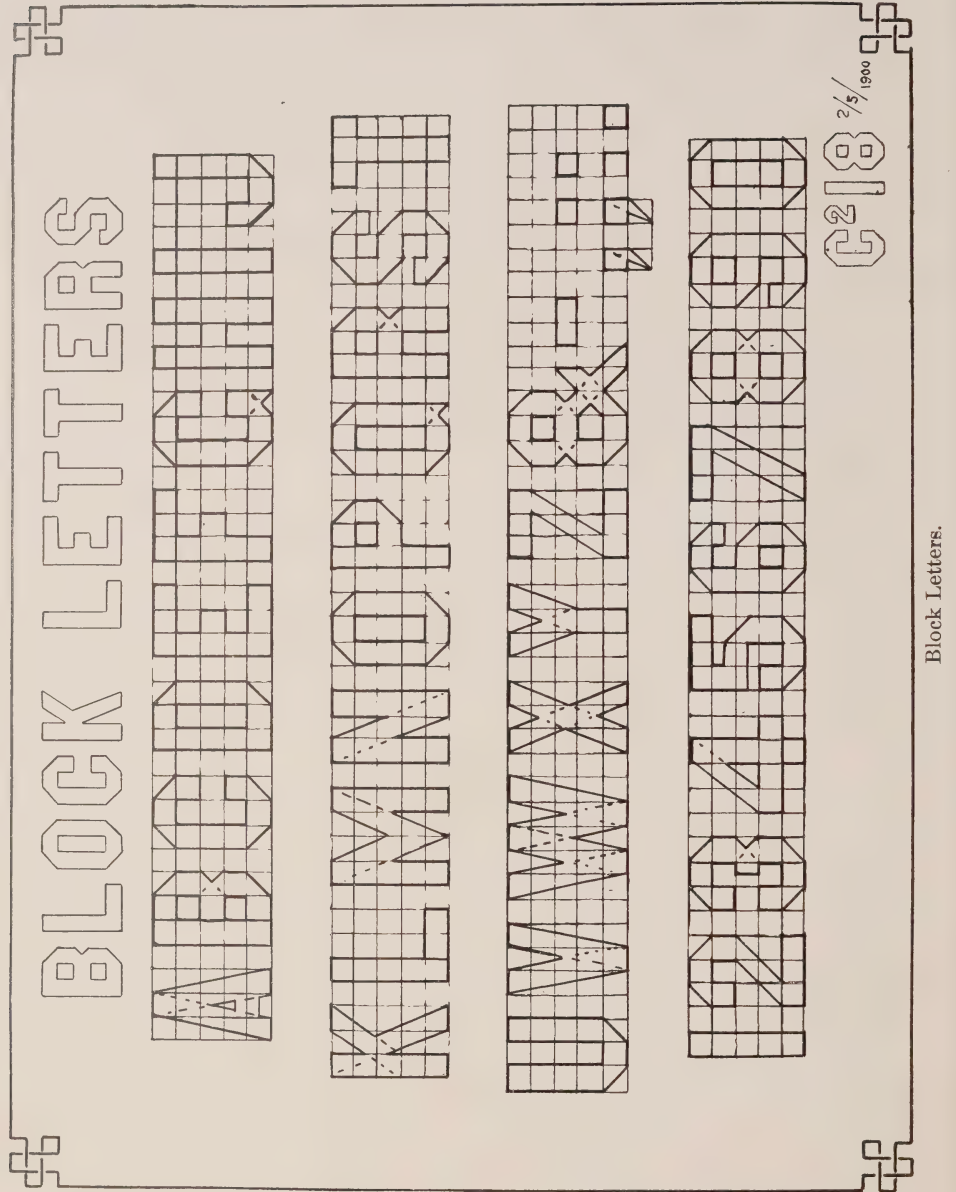 BLOCK LETTERS
ABCDEFGHIJ
KLMNOPQRST
UVWXYZ&-,;:.
1234567890
C²18 2/5/1900
Block Letters.